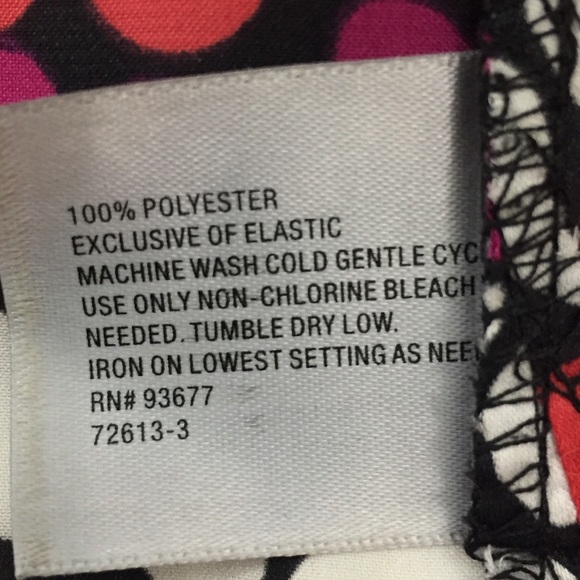 100% POLYESTER
EXCLUSIVE OF ELASTIC
MACHINE WASH COLD GENTLE CYC
USE ONLY NON-CHLORINE BLEACH
NEEDED. TUMBLE DRY LOW.
IRON ON LOWEST SETTING AS NEE
RN# 93677
72613-3